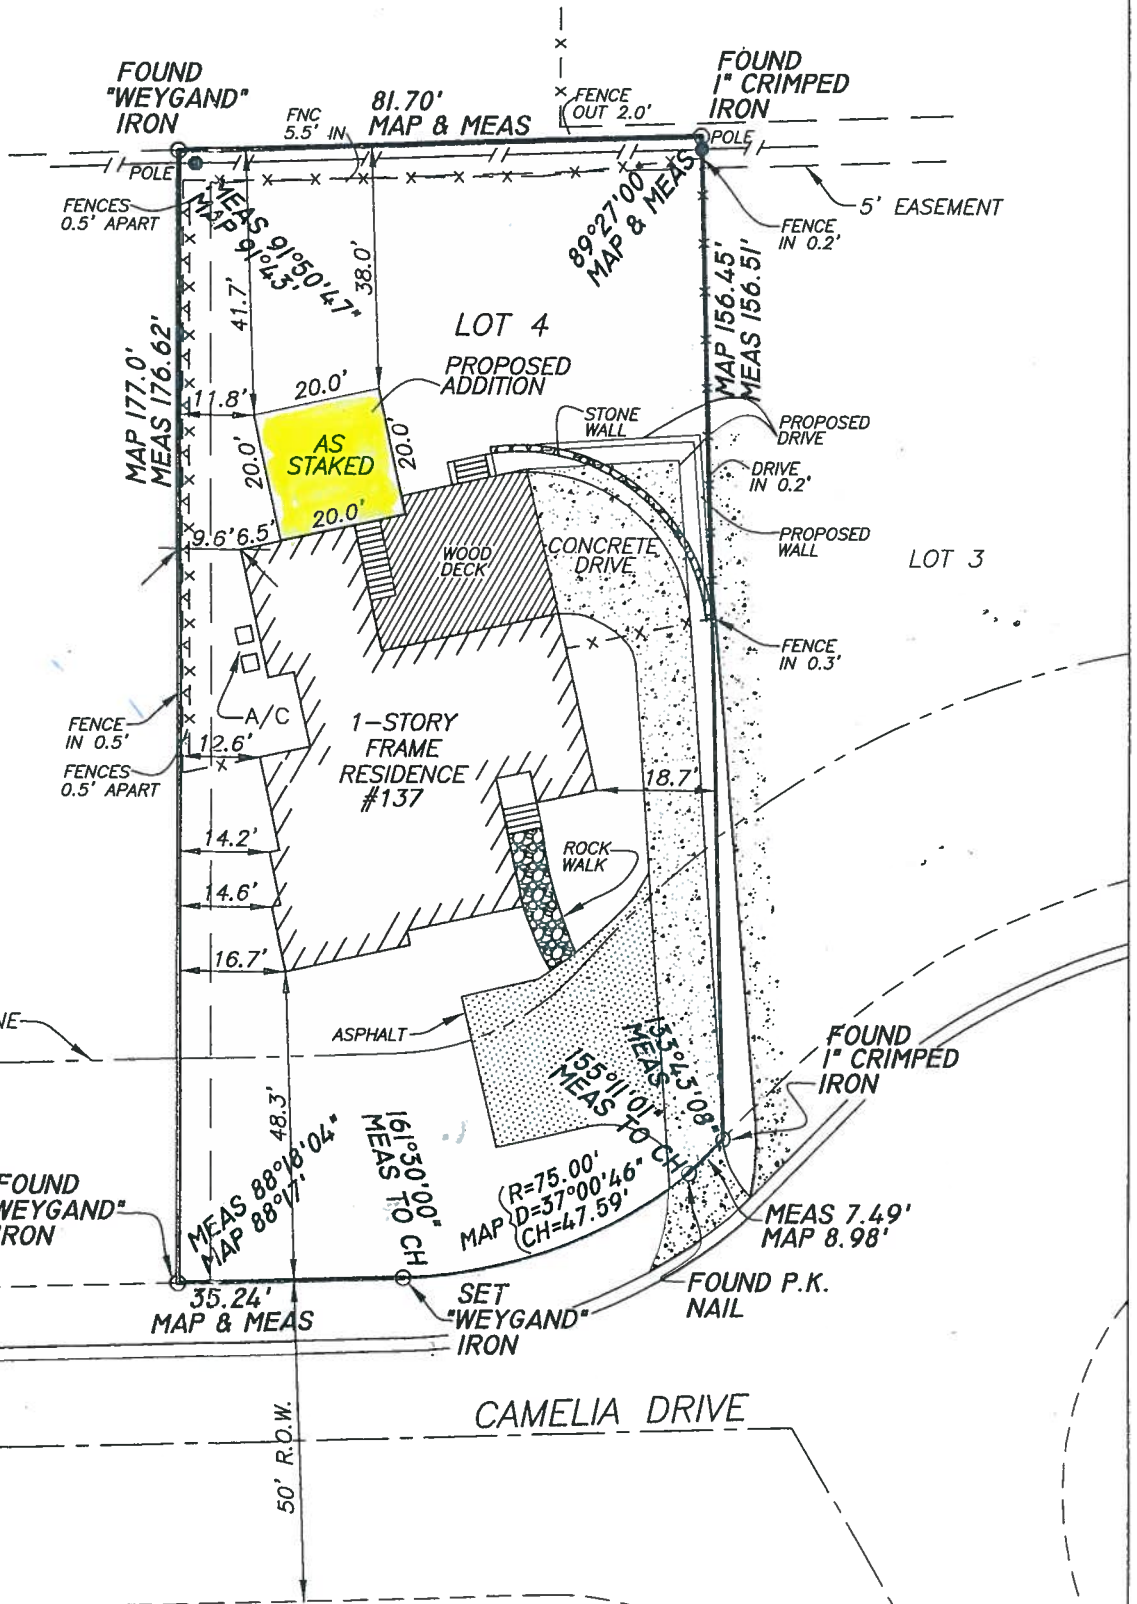 FOUND
"WEYGAND"
IRON
FNC
5.5' IN
81.70'
MAP & MEAS
FENCE
OUT 2.0'
FOUND
1" CRIMPED
IRON
POLE
POLE
FENCES
0.5' APART
MEAS 91°50'47"
MAP 91°43'
89°27'00"
MAP & MEAS
5' EASEMENT
FENCE
IN 0.2'
41.7'
38.0'
MAP 156.45'
MEAS 156.51'
LOT 4
MAP 177.0'
MEAS 176.62'
PROPOSED
ADDITION
11.8'
20.0'
20.0'
AS
STAKED
20.0'
20.0'
STONE
WALL
PROPOSED
DRIVE
DRIVE
IN 0.2'
PROPOSED
WALL
9.6'
6.5'
WOOD
DECK
CONCRETE
DRIVE
LOT 3
FENCE
IN 0.3'
A/C
FENCE
IN 0.5'
12.6'
FENCES
0.5' APART
1-STORY
FRAME
RESIDENCE
#137
18.7'
14.2'
ROCK
WALK
14.6'
16.7'
NE
ASPHALT
FOUND
1" CRIMPED
IRON
133°43'08"
MEAS
155°11'01"
MEAS TO CH
161°30'00"
MEAS TO CH
48.3'
MEAS 88°18'04"
MAP 88°17'
FOUND
WEYGAND"
IRON
MAP
R=75.00'
D=37°00'46"
CH=47.59'
MEAS 7.49'
MAP 8.98'
FOUND P.K.
NAIL
35.24'
MAP & MEAS
SET
"WEYGAND"
IRON
CAMELIA DRIVE
50' R.O.W.